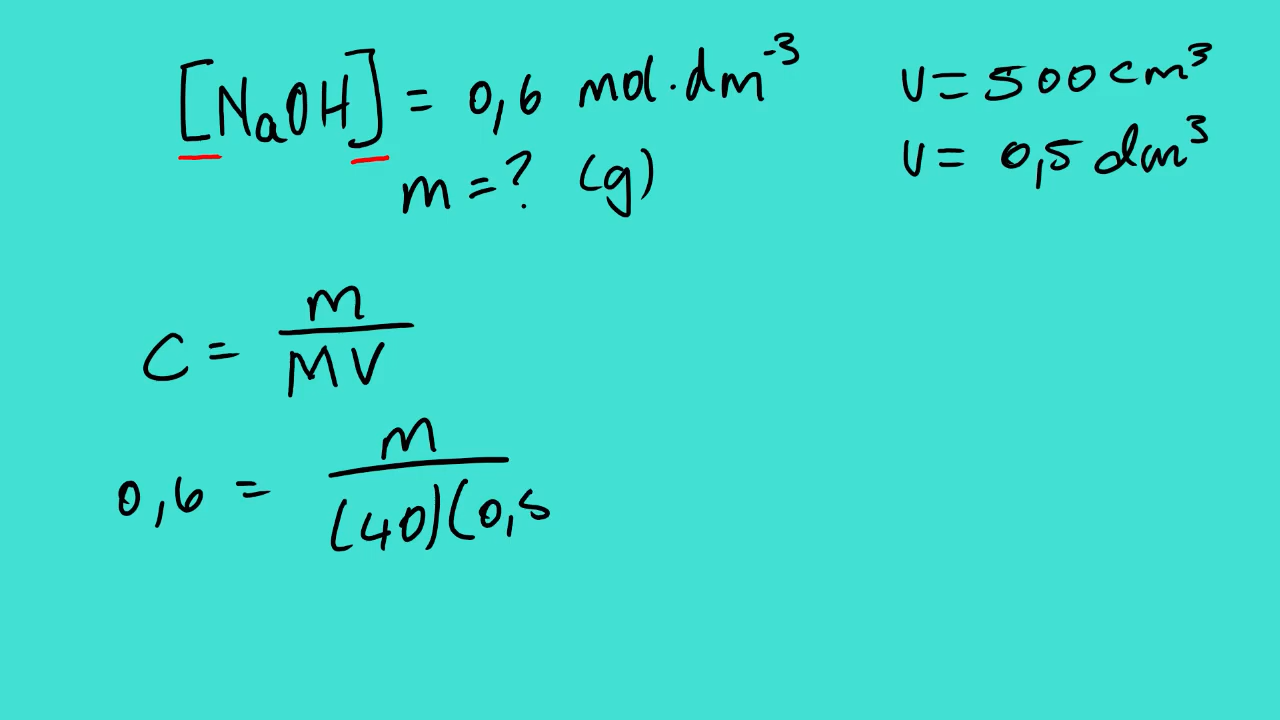 [NaOH] = 0,6 mol·dm⁻³
m = ? (g)
V = 500 cm³
V = 0,5 dm³
C = m / MV
0,6 = m / (40)(0,5